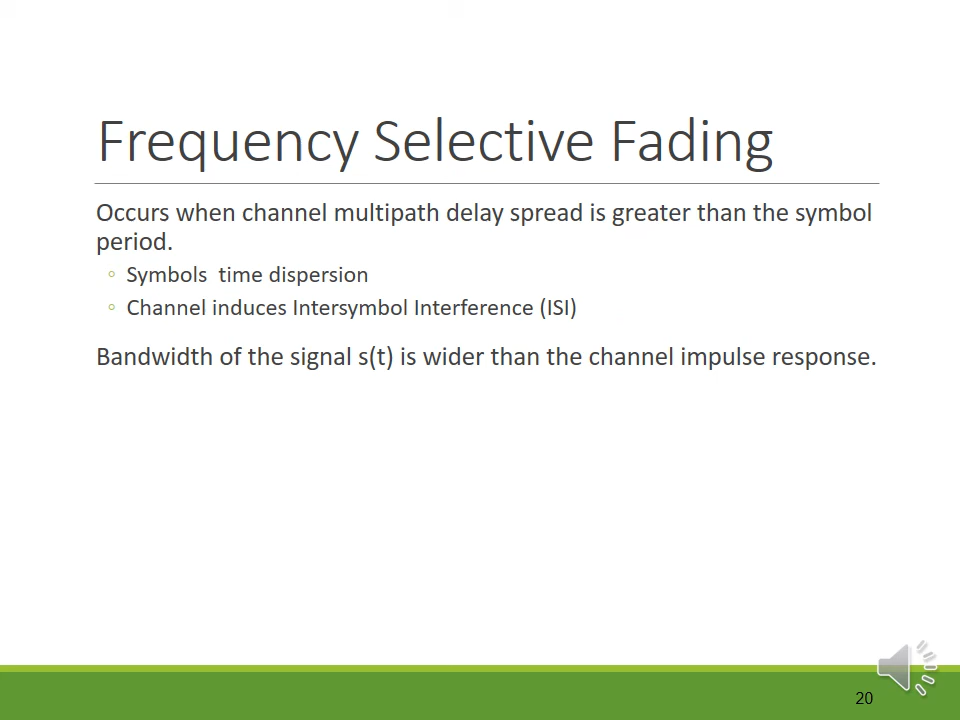 Frequency Selective Fading
Occurs when channel multipath delay spread is greater than the symbol
period.
◦ Symbols  time dispersion
◦ Channel induces Intersymbol Interference (ISI)
Bandwidth of the signal s(t) is wider than the channel impulse response.
20